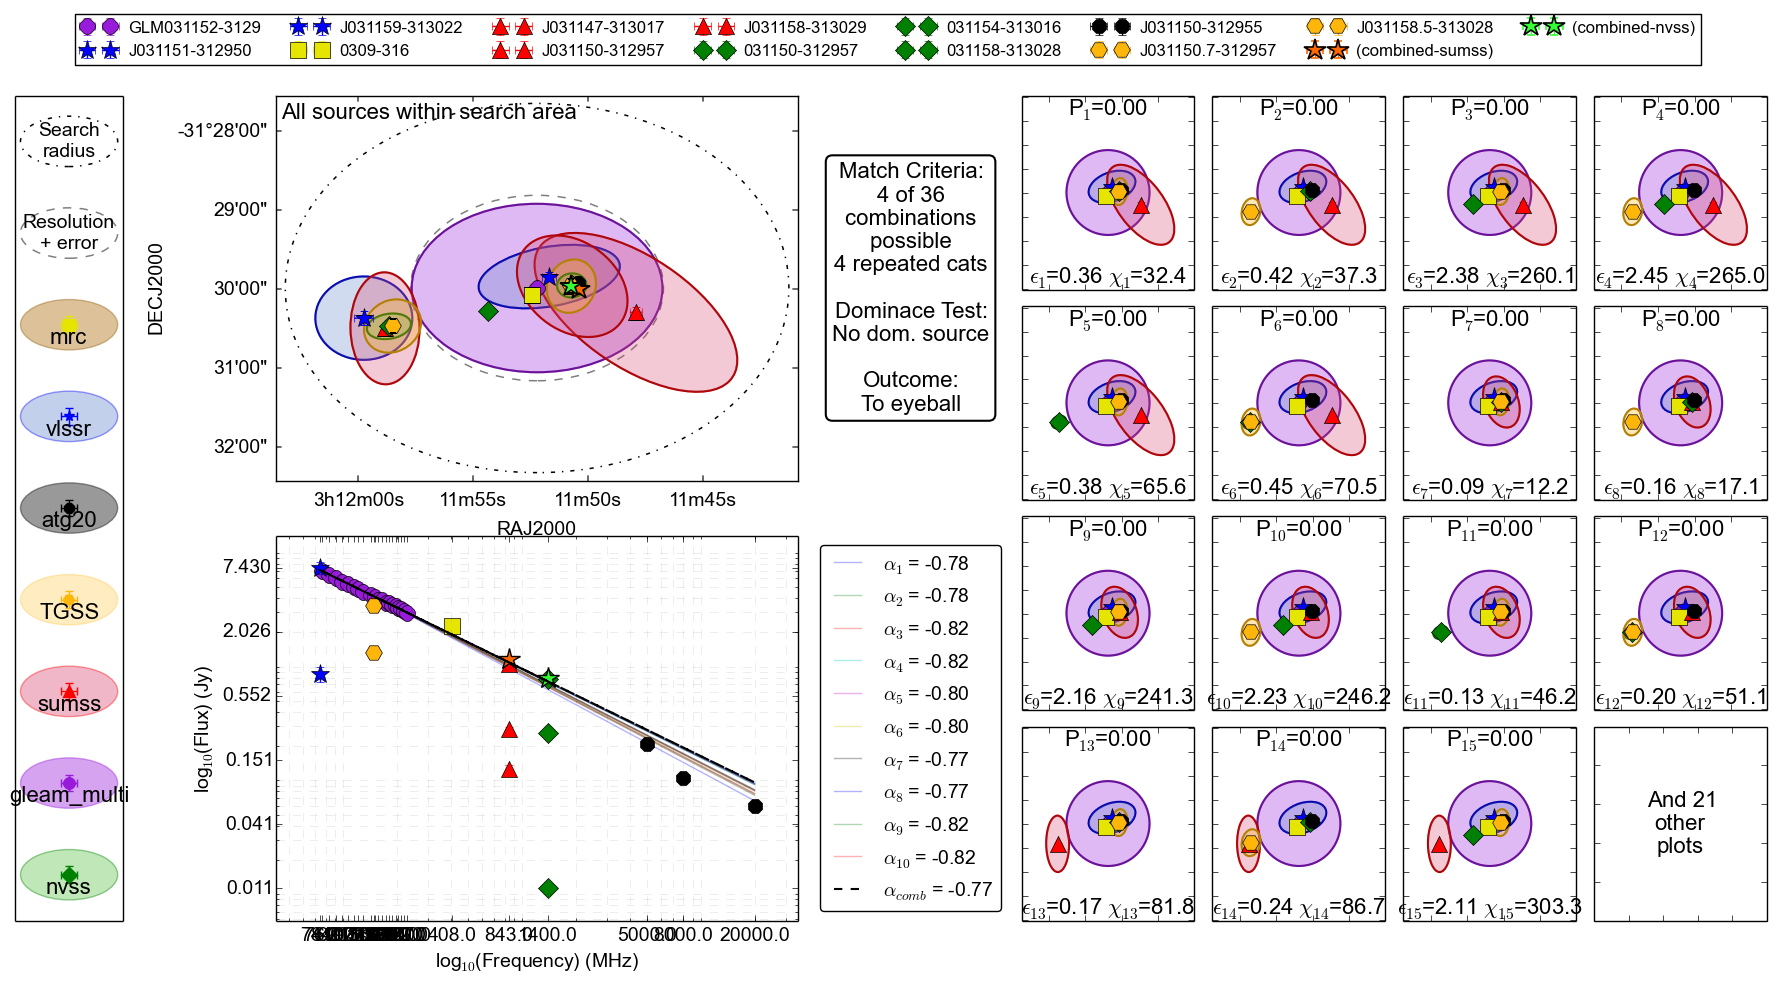 GLM031152-3129
J031151-312950
J031159-313022
0309-316
J031147-313017
J031150-312957
J031158-313029
031150-312957
031154-313016
031158-313028
J031150-312955
J031150.7-312957
J031158.5-313028
(combined-sumss)
(combined-nvss)
Search
radius
Resolution
+ error
mrc
vlssr
atg20
TGSS
sumss
gleam_multi
nvss
All sources within search area
DECJ2000
-31°28'00"
29'00"
30'00"
31'00"
32'00"
3h12m00s
11m55s
11m50s
11m45s
RAJ2000
Match Criteria:
4 of 36
combinations
possible
4 repeated cats
Dominace Test:
No dom. source
Outcome:
To eyeball
log10(Flux) (Jy)
7.430
2.026
0.552
0.151
0.041
0.011
408.0
843.0
1400.0
5000.0
8000.0
20000.0
log10(Frequency) (MHz)
α1 = -0.78
α2 = -0.78
α3 = -0.82
α4 = -0.82
α5 = -0.80
α6 = -0.80
α7 = -0.77
α8 = -0.77
α9 = -0.82
α10 = -0.82
αcomb = -0.77
P1=0.00
ϵ1=0.36 χ1=32.4
P2=0.00
ϵ2=0.42 χ2=37.3
P3=0.00
ϵ3=2.38 χ3=260.1
P4=0.00
ϵ4=2.45 χ4=265.0
P5=0.00
ϵ5=0.38 χ5=65.6
P6=0.00
ϵ6=0.45 χ6=70.5
P7=0.00
ϵ7=0.09 χ7=12.2
P8=0.00
ϵ8=0.16 χ8=17.1
P9=0.00
ϵ9=2.16 χ9=241.3
P10=0.00
ϵ10=2.23 χ10=246.2
P11=0.00
ϵ11=0.13 χ11=46.2
P12=0.00
ϵ12=0.20 χ12=51.1
P13=0.00
ϵ13=0.17 χ13=81.8
P14=0.00
ϵ14=0.24 χ14=86.7
P15=0.00
ϵ15=2.11 χ15=303.3
And 21
other
plots